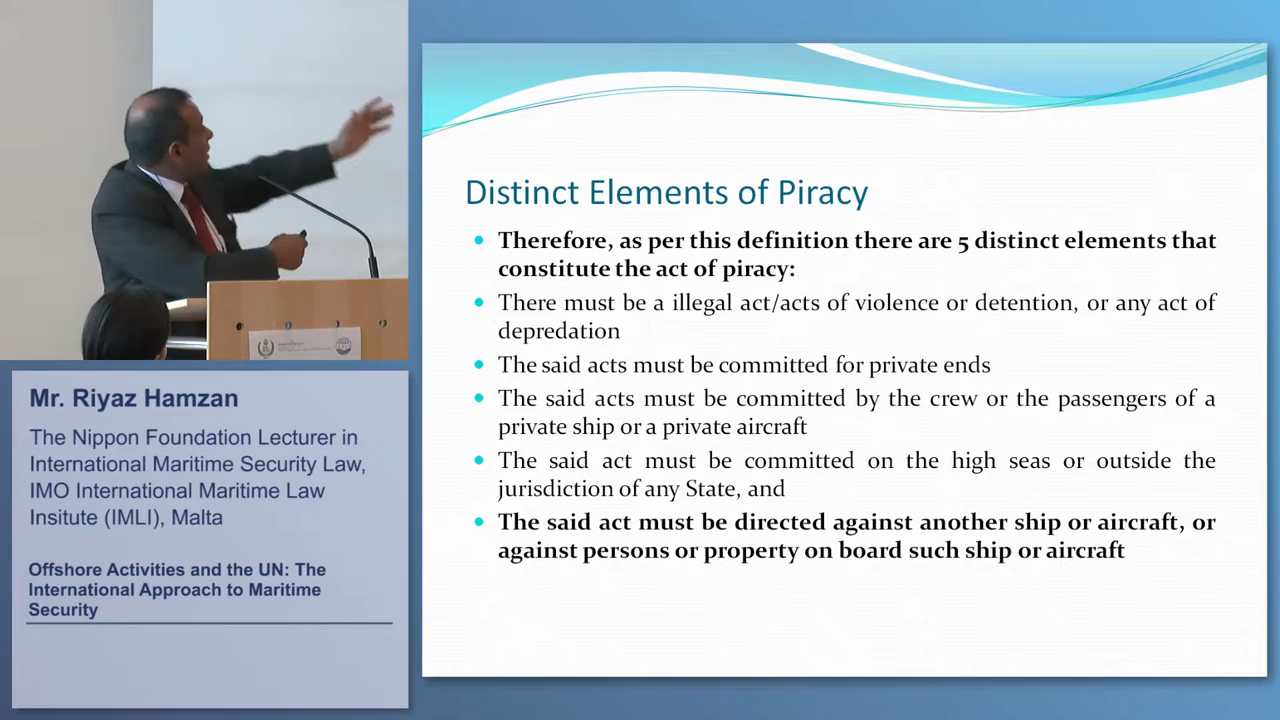 Mr. Riyaz Hamzan
The Nippon Foundation Lecturer in
International Maritime Security Law,
IMO International Maritime Law
Insitute (IMLI), Malta
Offshore Activities and the UN: The
International Approach to Maritime
Security
Distinct Elements of Piracy
Therefore, as per this definition there are 5 distinct elements that
constitute the act of piracy:
There must be a illegal act/acts of violence or detention, or any act of
depredation
The said acts must be committed for private ends
The said acts must be committed by the crew or the passengers of a
private ship or a private aircraft
The said act must be committed on the high seas or outside the
jurisdiction of any State, and
The said act must be directed against another ship or aircraft, or
against persons or property on board such ship or aircraft